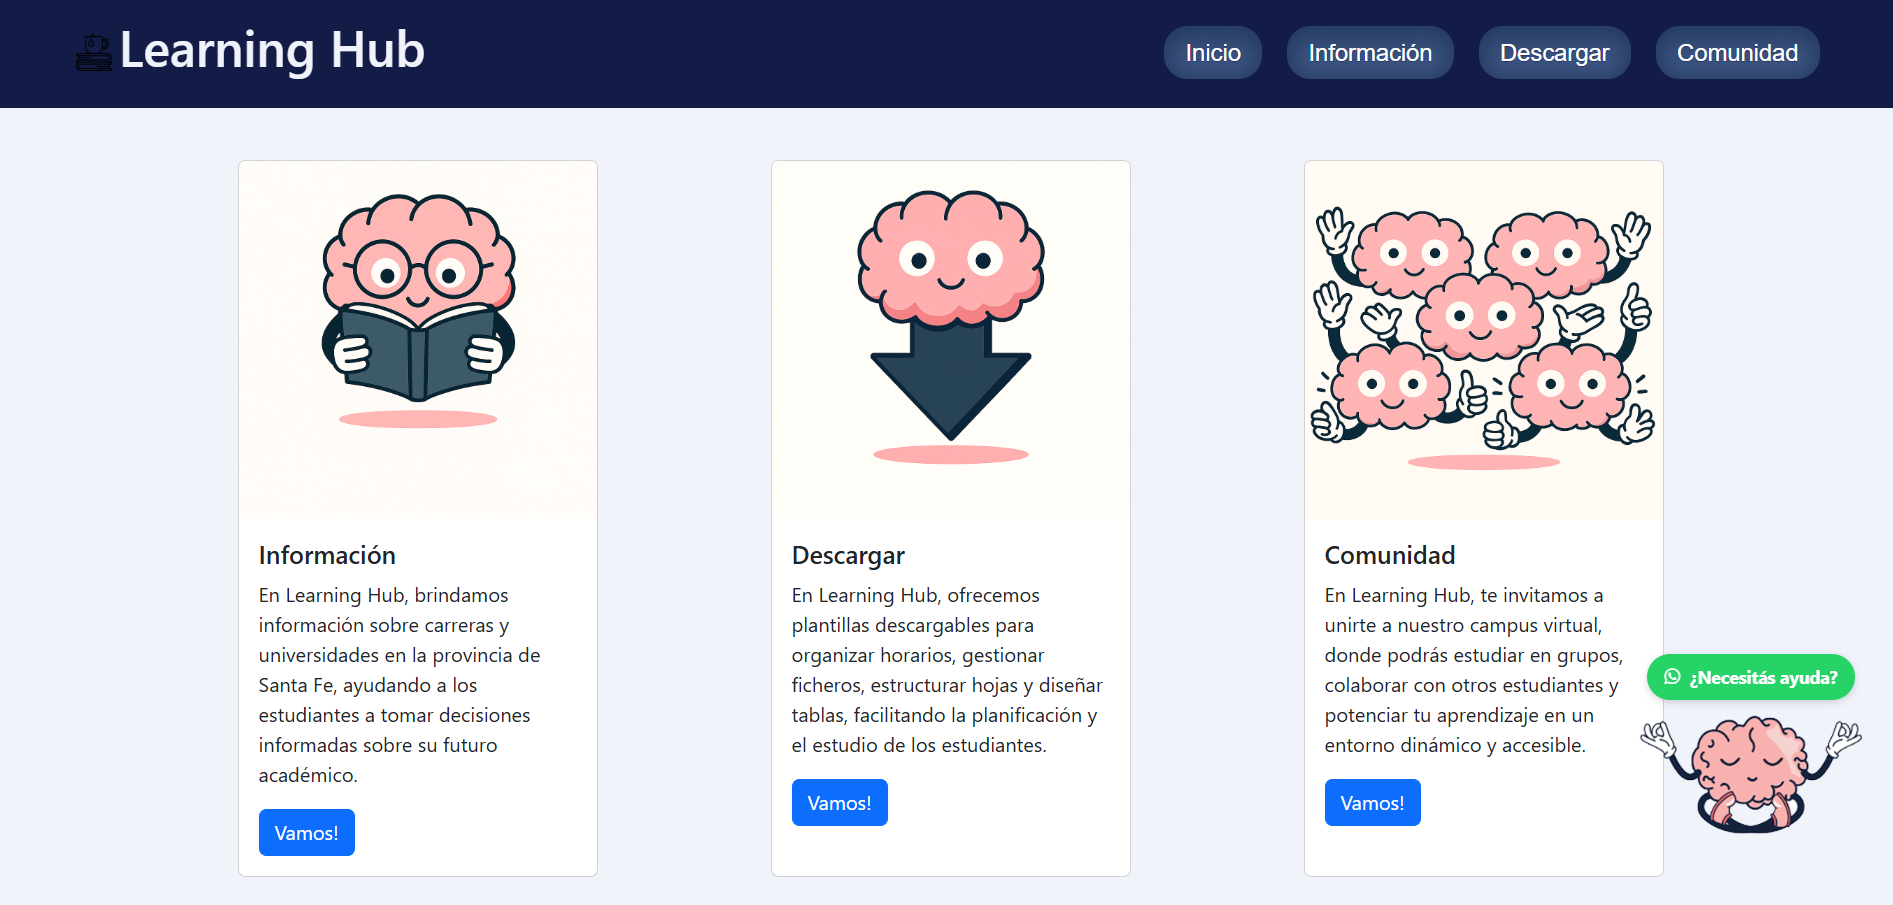 Learning Hub
Inicio
Información
Descargar
Comunidad
Información
En Learning Hub, brindamos
información sobre carreras y
universidades en la provincia de
Santa Fe, ayudando a los
estudiantes a tomar decisiones
informadas sobre su futuro
académico.
Vamos!
Descargar
En Learning Hub, ofrecemos
plantillas descargables para
organizar horarios, gestionar
ficheros, estructurar hojas y diseñar
tablas, facilitando la planificación y
el estudio de los estudiantes.
Vamos!
Comunidad
En Learning Hub, te invitamos a
unirte a nuestro campus virtual,
donde podrás estudiar en grupos,
colaborar con otros estudiantes y
potenciar tu aprendizaje en un
entorno dinámico y accesible.
Vamos!
¿Necesitás ayuda?